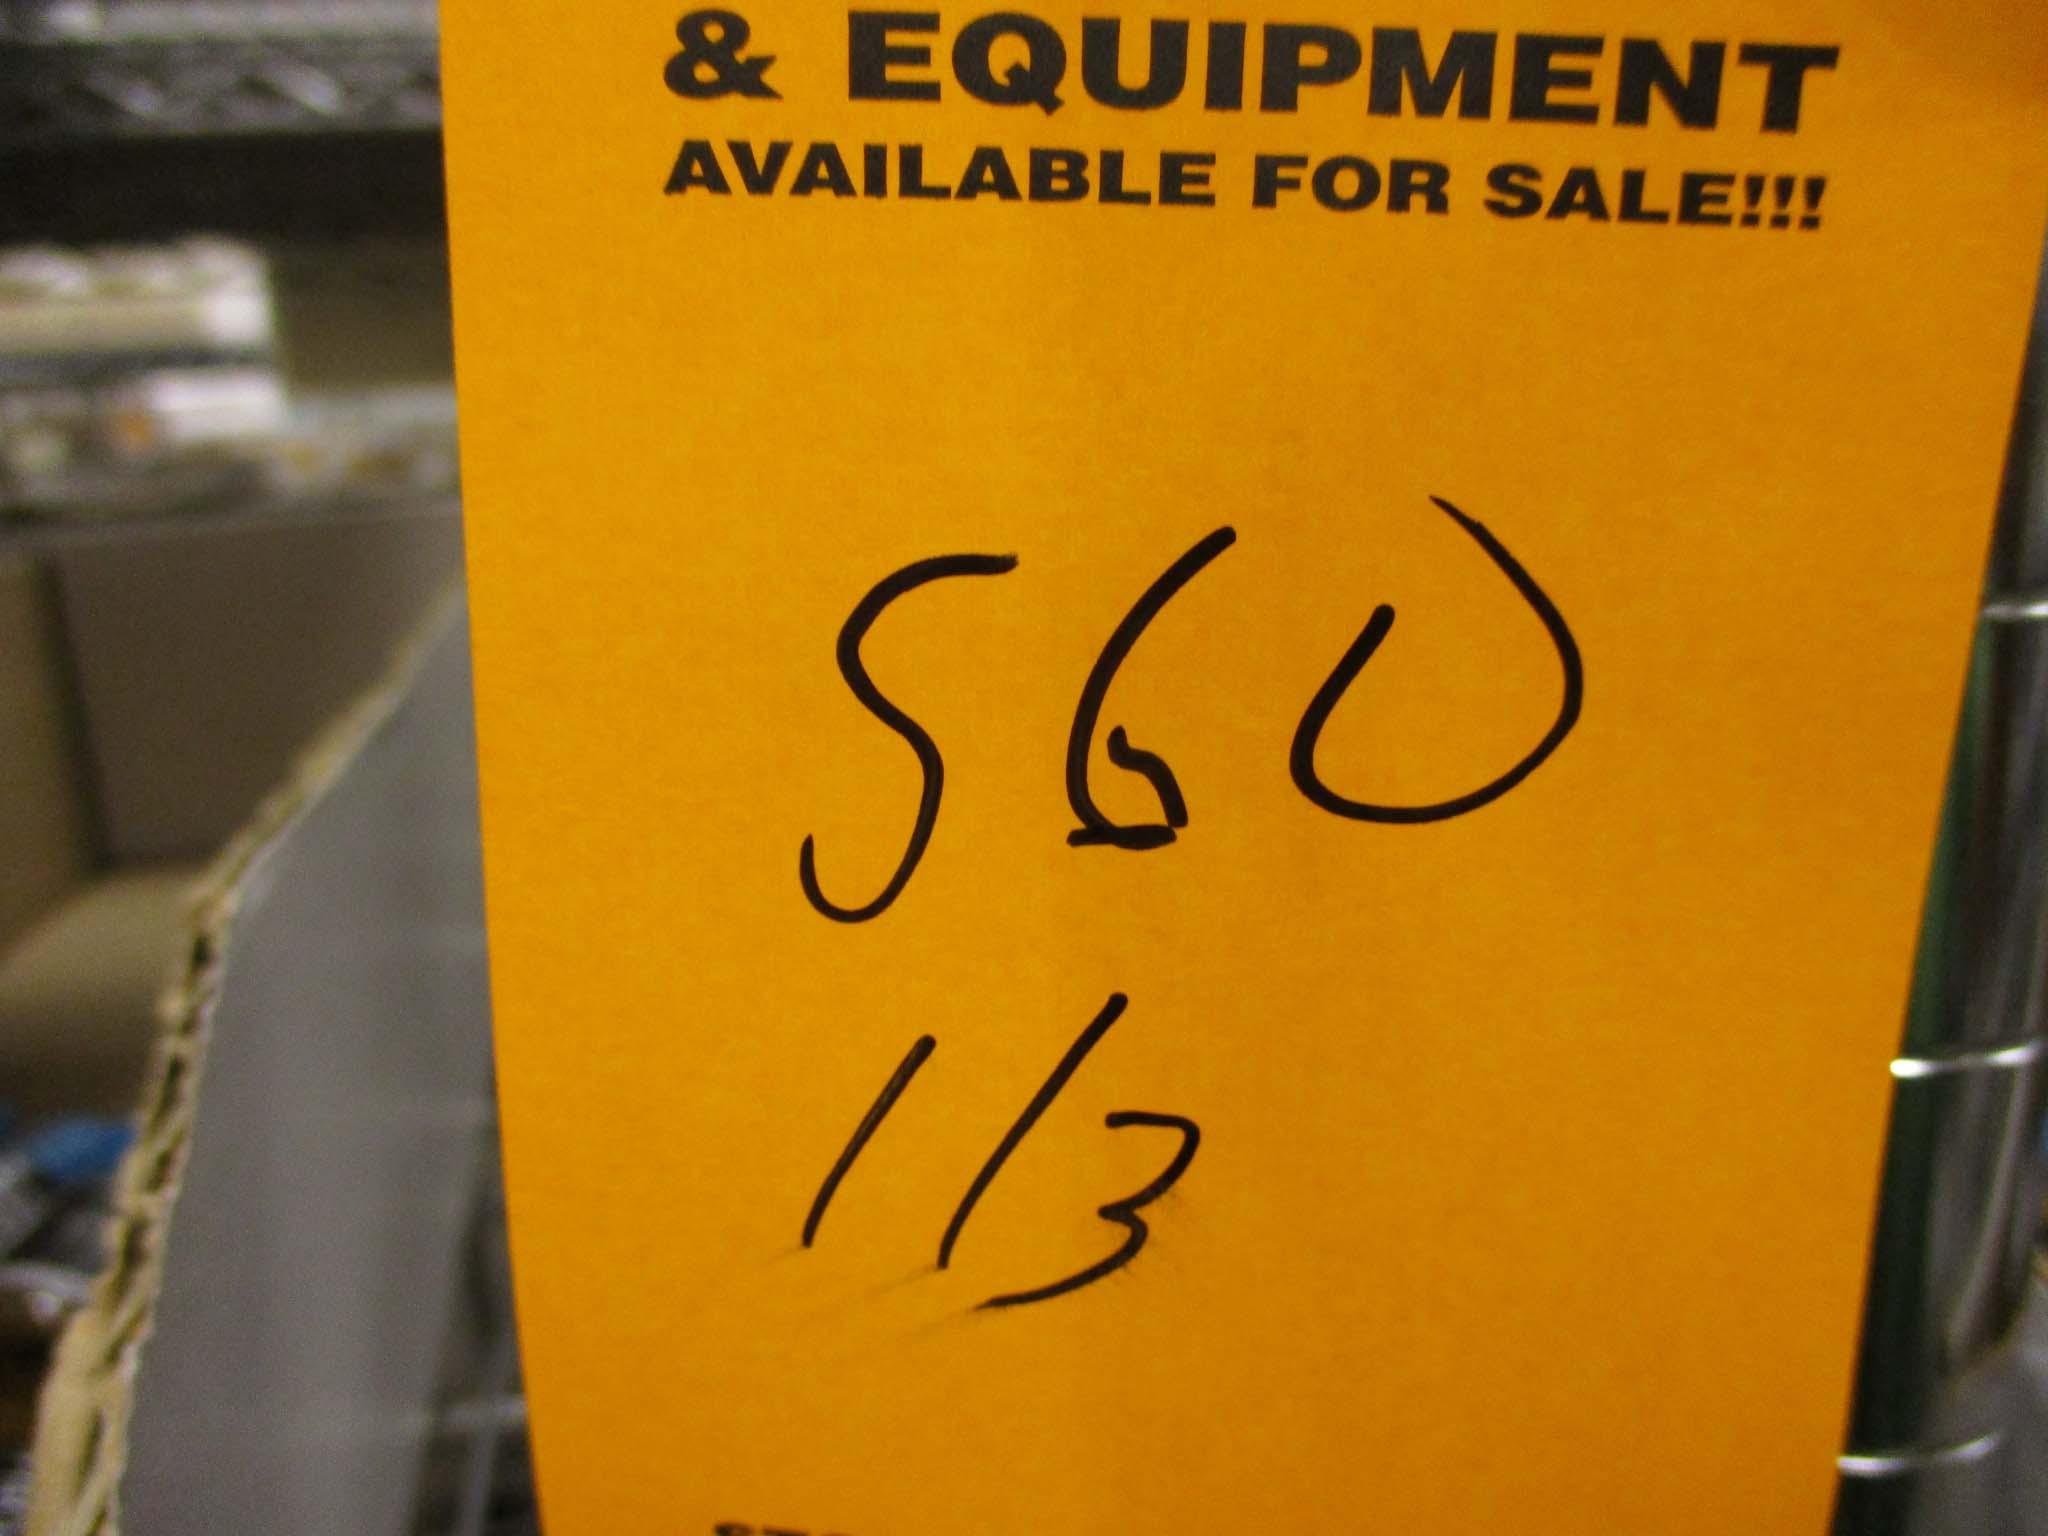 & EQUIPMENT
AVAILABLE FOR SALE!!!
560
1/3